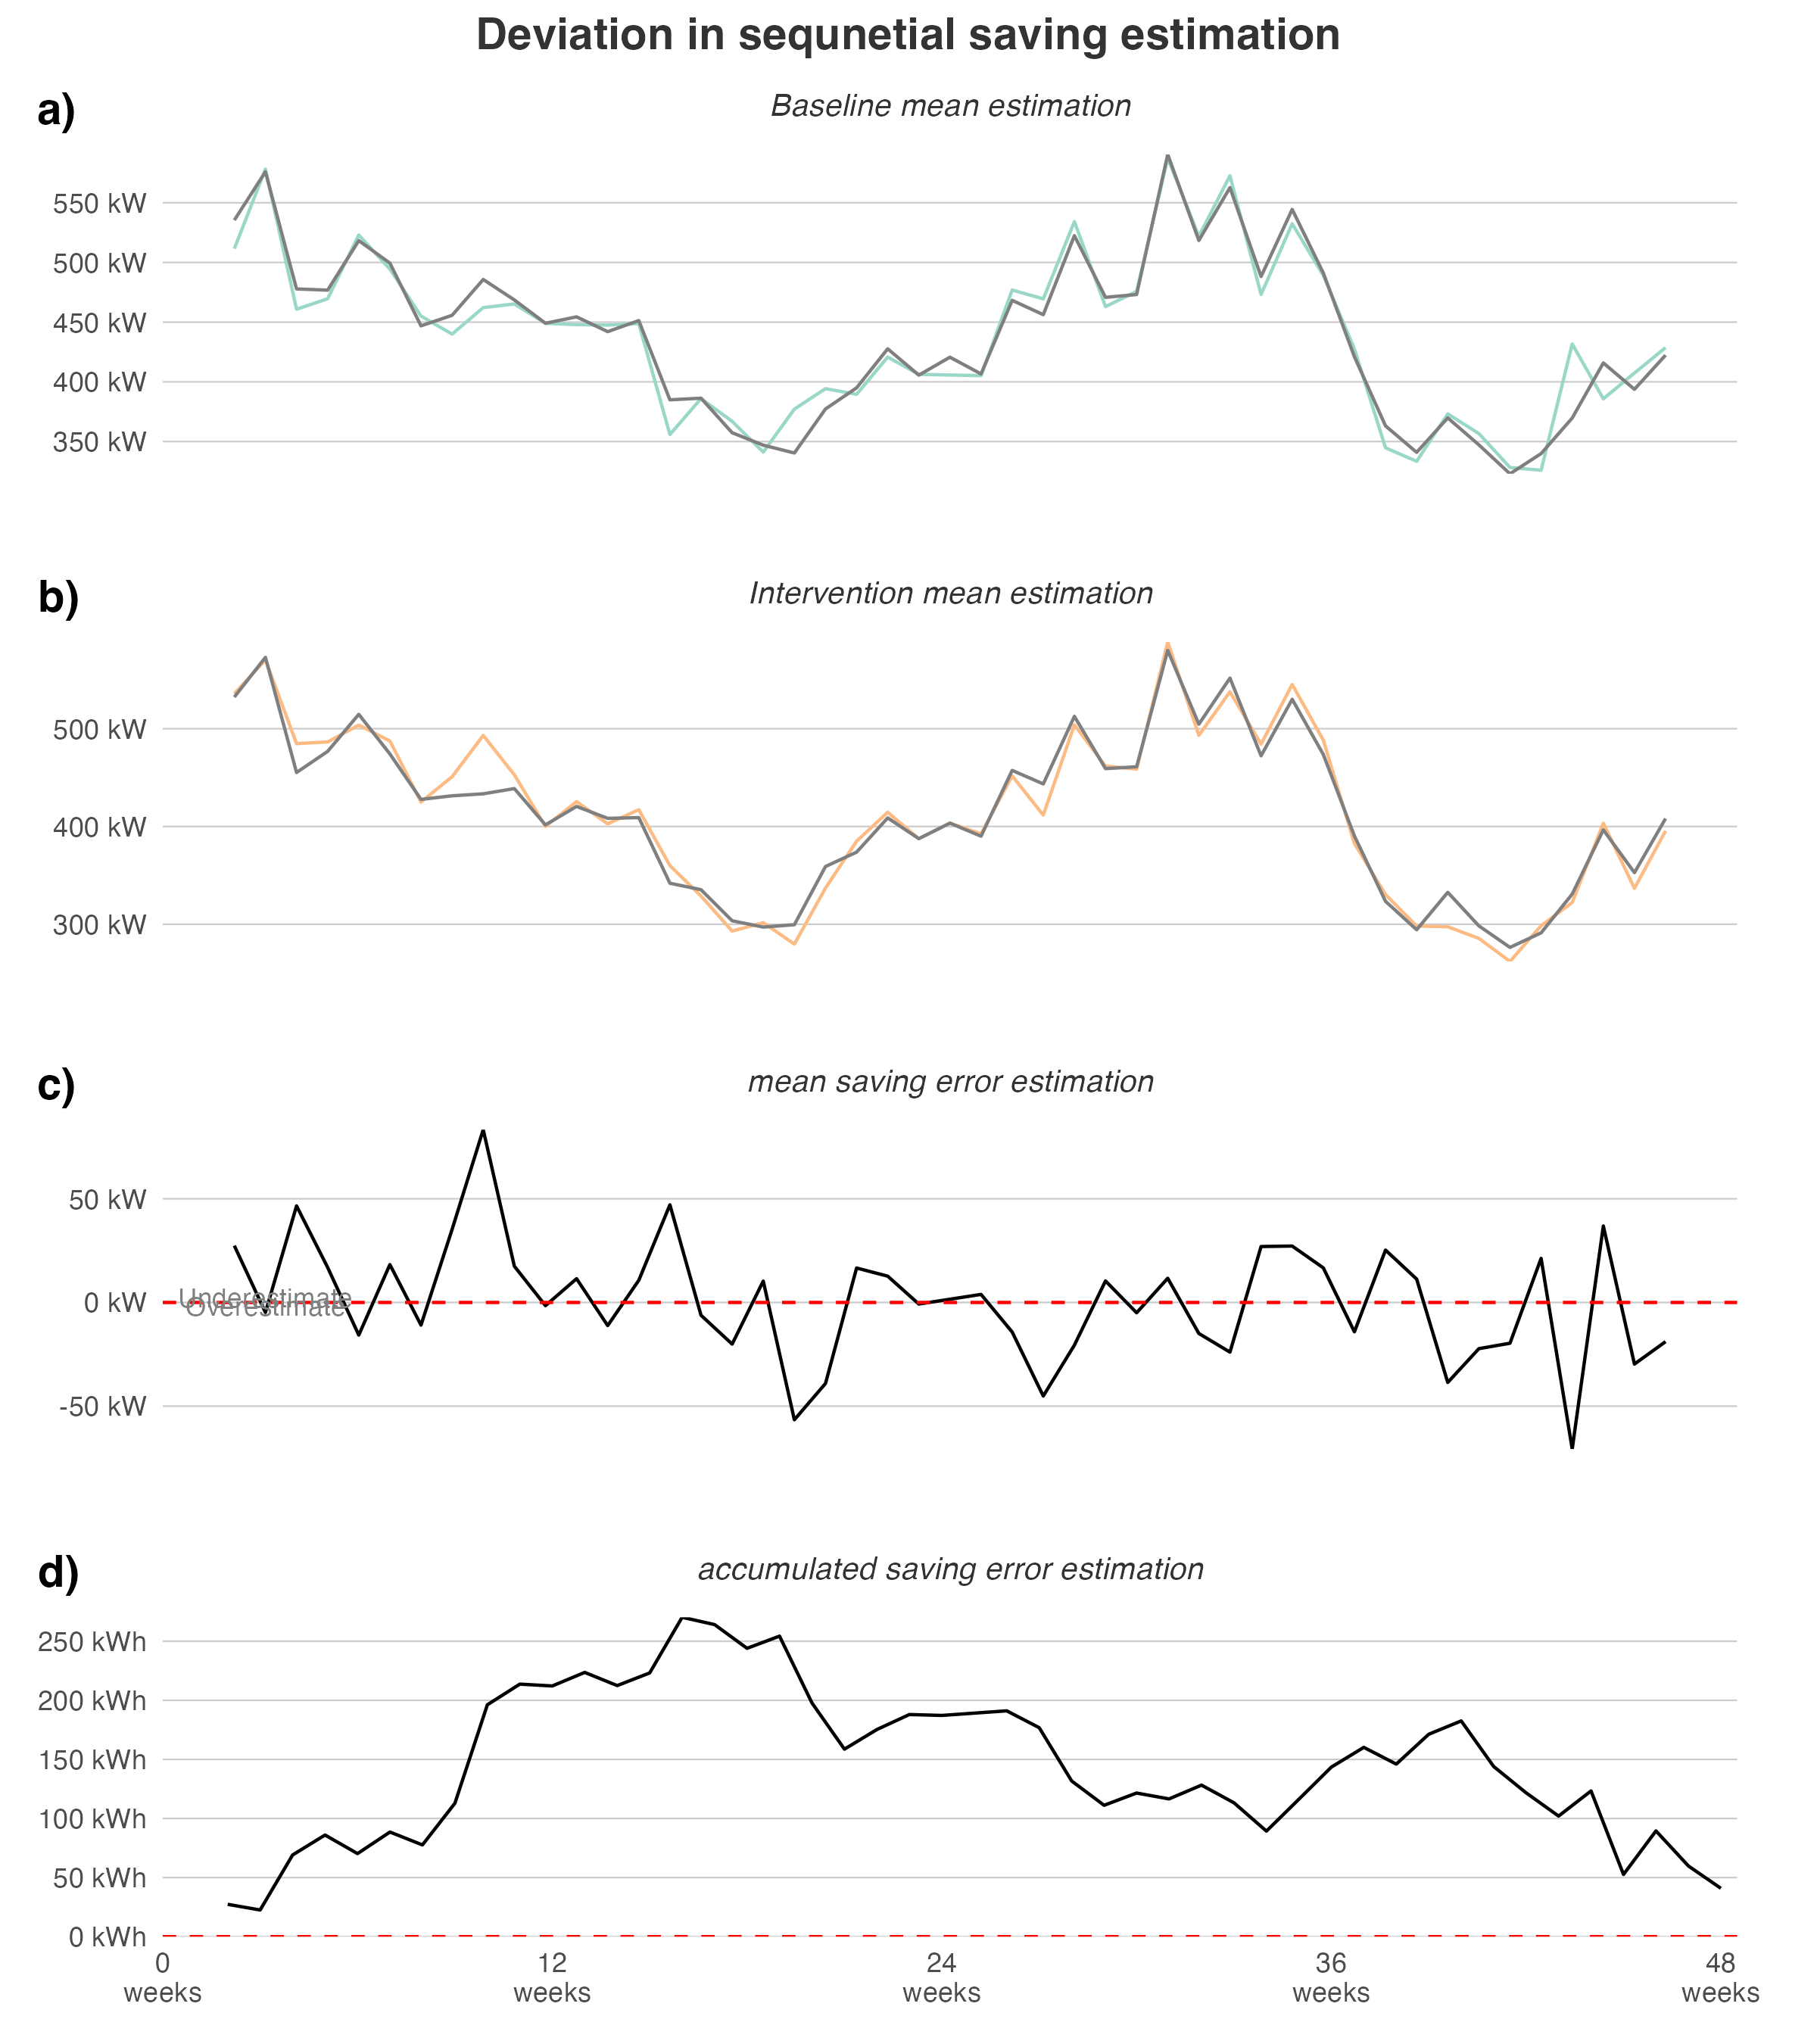 Deviation in sequnetial saving estimation
a)
Baseline mean estimation
550 kW
500 kW
450 kW
400 kW
350 kW
b)
Intervention mean estimation
500 kW
400 kW
300 kW
c)
mean saving error estimation
50 kW
Underestimate
0 kW
Overestimate
-50 kW
d)
accumulated saving error estimation
250 kWh
200 kWh
150 kWh
100 kWh
50 kWh
0 kWh
0 12 24 36 48
weeks weeks weeks weeks weeks